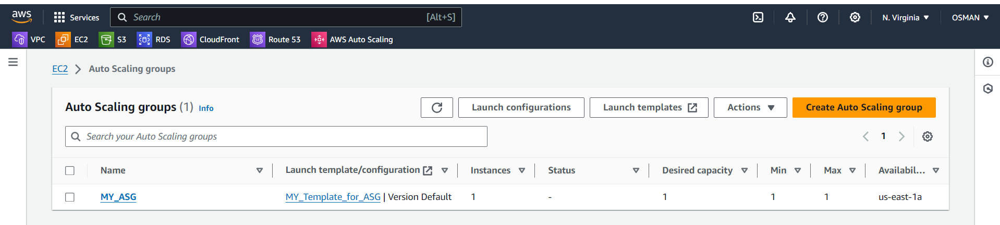 aws Services Search [Alt+S] N. Virginia OSMAN
VPC EC2 S3 RDS CloudFront 53 Route 53 AWS Auto Scaling
EC2 Auto Scaling groups
Auto Scaling groups (1) Info Launch configurations Launch templates Actions Create Auto Scaling group
Search your Auto Scaling groups 1
Name Launch template/configuration Instances Status Desired capacity Min Max Availabil...
MY_ASG MY_Template_for_ASG | Version Default 1 - 1 1 1 us-east-1a